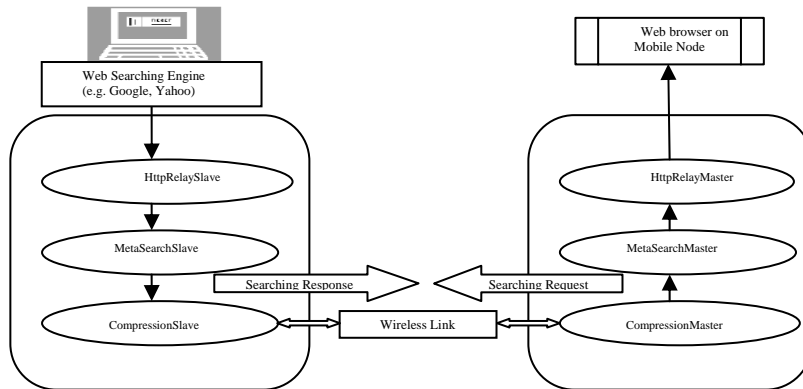 Web Searching Engine
(e.g. Google, Yahoo)
Web browser on
Mobile Node
HttpRelaySlave
HttpRelayMaster
MetaSearchSlave
MetaSearchMaster
Searching Response
Searching Request
CompressionSlave
Wireless Link
CompressionMaster